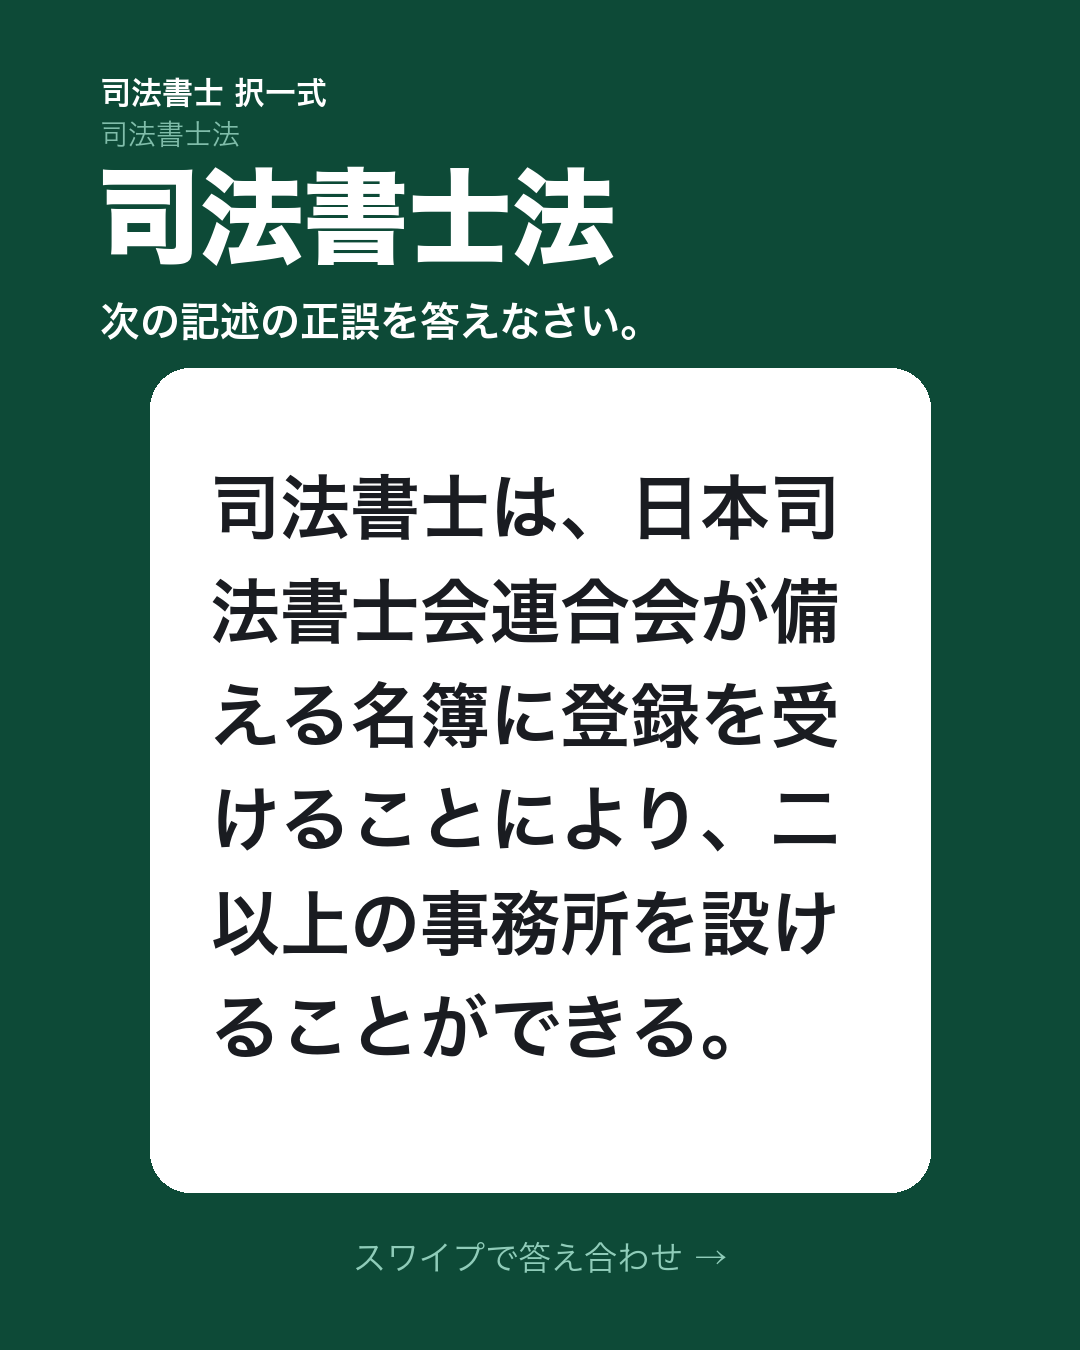 司法書士 択一式
司法書士法
司法書士法
次の記述の正誤を答えなさい。
司法書士は、日本司
法書士会連合会が備
える名簿に登録を受
けることにより、二
以上の事務所を設け
ることができる。
スワイプで答え合わせ →